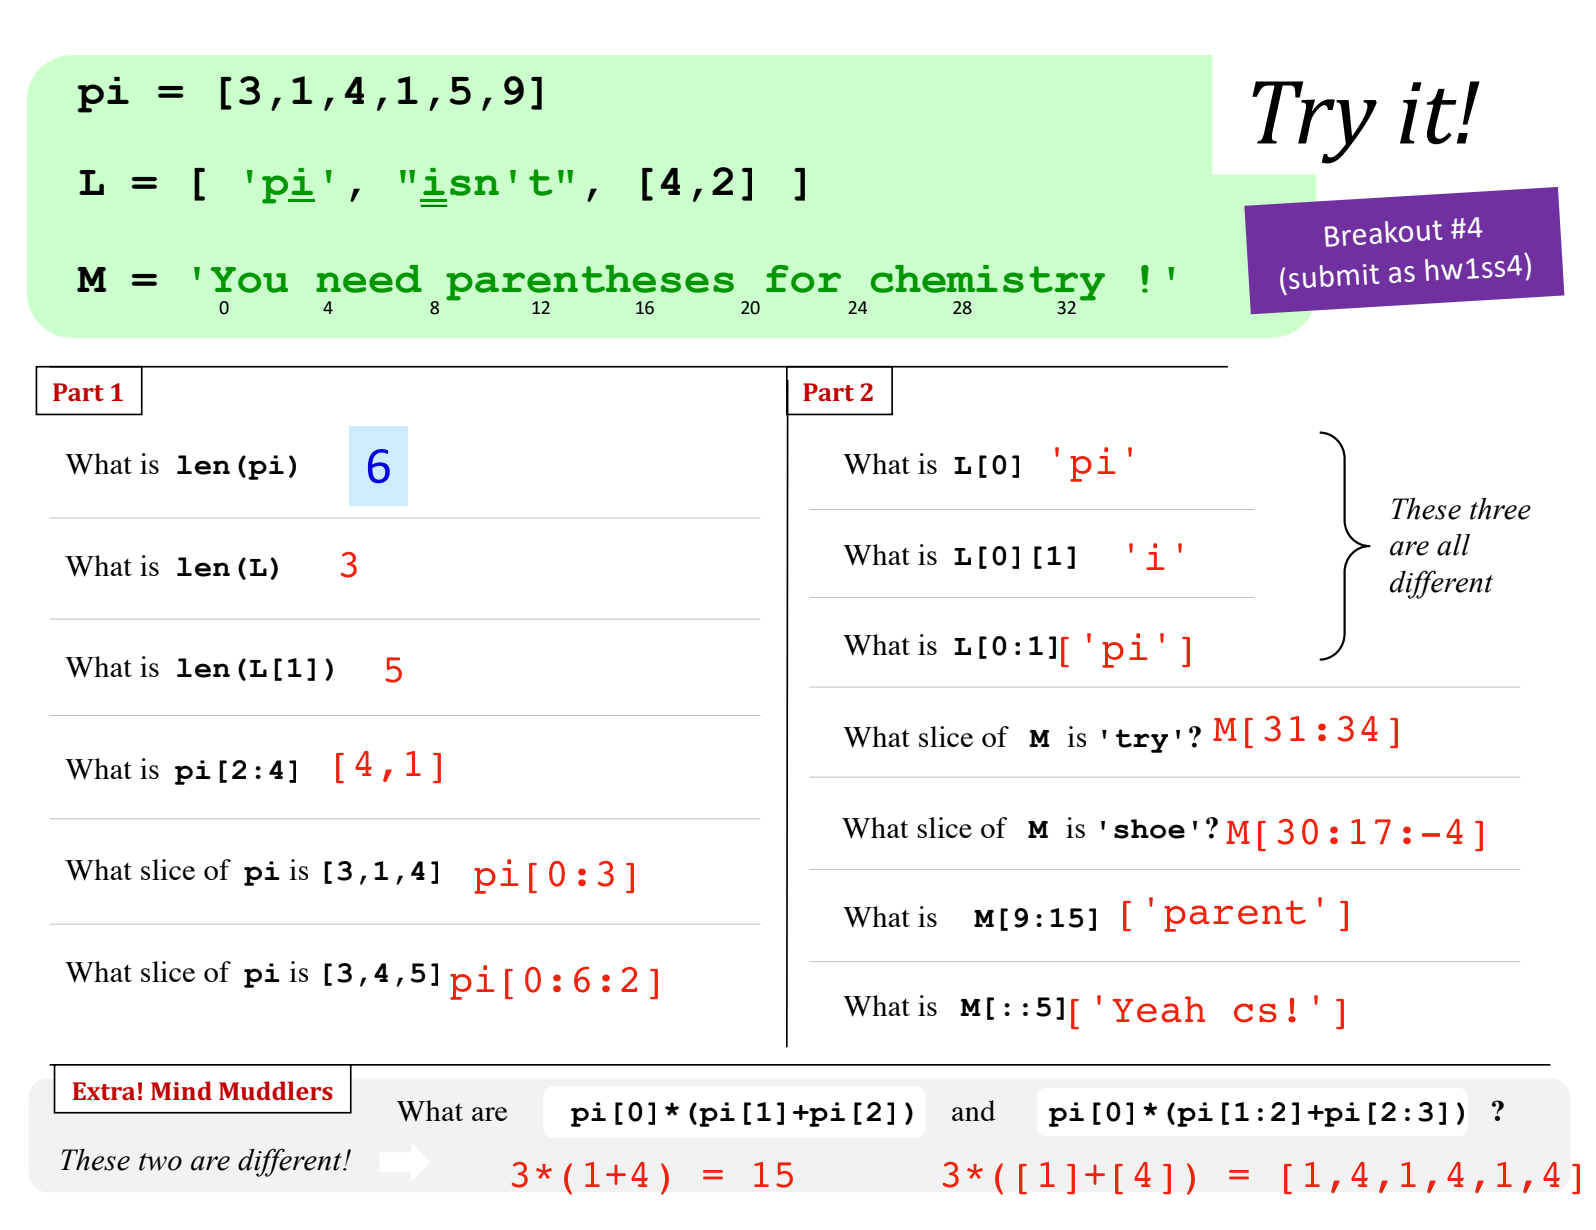 pi = [3,1,4,1,5,9]
Try it!
L = [ 'pi', "isn't", [4,2] ]
Breakout #4
(submit as hw1ss4)
M = 'You need parentheses for chemistry !'
0 4 8 12 16 20 24 28 32
Part 1
What is len(pi) 6
What is len(L) 3
What is len(L[1]) 5
What is pi[2:4] [4,1]
What slice of pi is [3,1,4] pi[0:3]
What slice of pi is [3,4,5] pi[0:6:2]
Part 2
What is L[0] 'pi'
What is L[0][1] 'i'
What is L[0:1] ['pi']
These three
are all
different
What slice of M is 'try'? M[31:34]
What slice of M is 'shoe'? M[30:17:-4]
What is M[9:15] ['parent']
What is M[::5] ['Yeah cs!']
Extra! Mind Muddlers
What are pi[0]*(pi[1]+pi[2]) and pi[0]*(pi[1:2]+pi[2:3]) ?
These two are different!
3*(1+4) = 15 3*([1]+[4]) = [1,4,1,4,1,4]